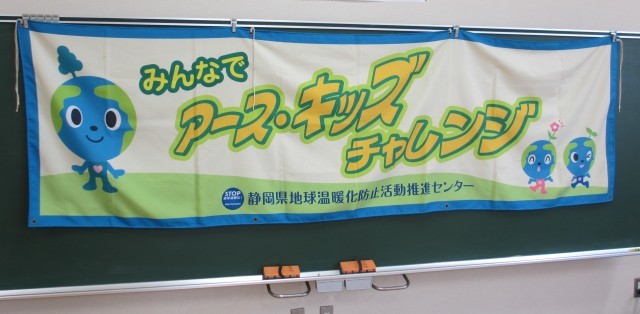 みんなで
アース・キッズ
チャレンジ
STOP
静岡県地球温暖化防止活動推進センター